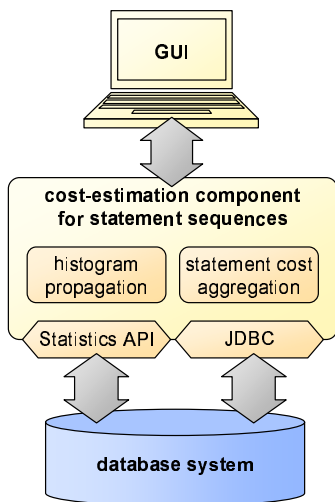 GUI
cost-estimation component
for statement sequences
histogram
propagation
statement cost
aggregation
Statistics API
JDBC
database system